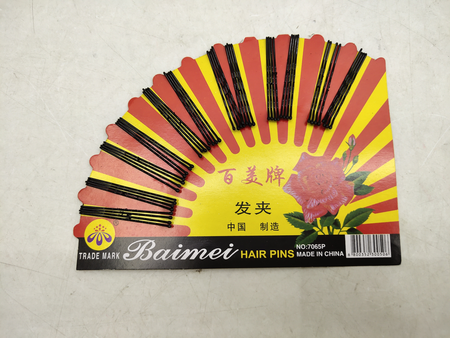 百美牌
发夹
中国 制造
TRADE MARK
Baimei HAIR PINS
NO:7065P
MADE IN CHINA